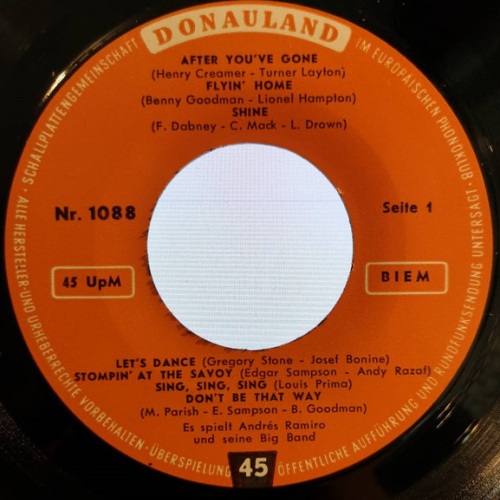 DONAULAND
SCHALLPLATTENGEMEINSCHAFT
IM EUROPÄISCHEN PHONOKLUB.
AFTER YOU'VE GONE
(Henry Creamer - Turner Layton)
FLYIN' HOME
(Benny Goodman - Lionel Hampton)
SHINE
(F. Dabney - C. Mack - L. Drown)
Nr. 1088
Seite 1
45 UpM
BIEM
LET'S DANCE (Gregory Stone - Josef Bonine)
STOMPIN' AT THE SAVOY (Edgar Sampson - Andy Razaf)
SING, SING, SING (Louis Prima)
DON'T BE THAT WAY
(M. Parish - E. Sampson - B. Goodman)
Es spielt Andrés Ramiro
und seine Big Band
45
· ALLE HERSTELLER-UND URHEBERRECHTE VORBEHALTEN - ÜBERSPIELUNG
ÖFFENTLICHE AUFFÜHRUNG UND RUNDFUNKSENDUNG UNTERSAGT ·